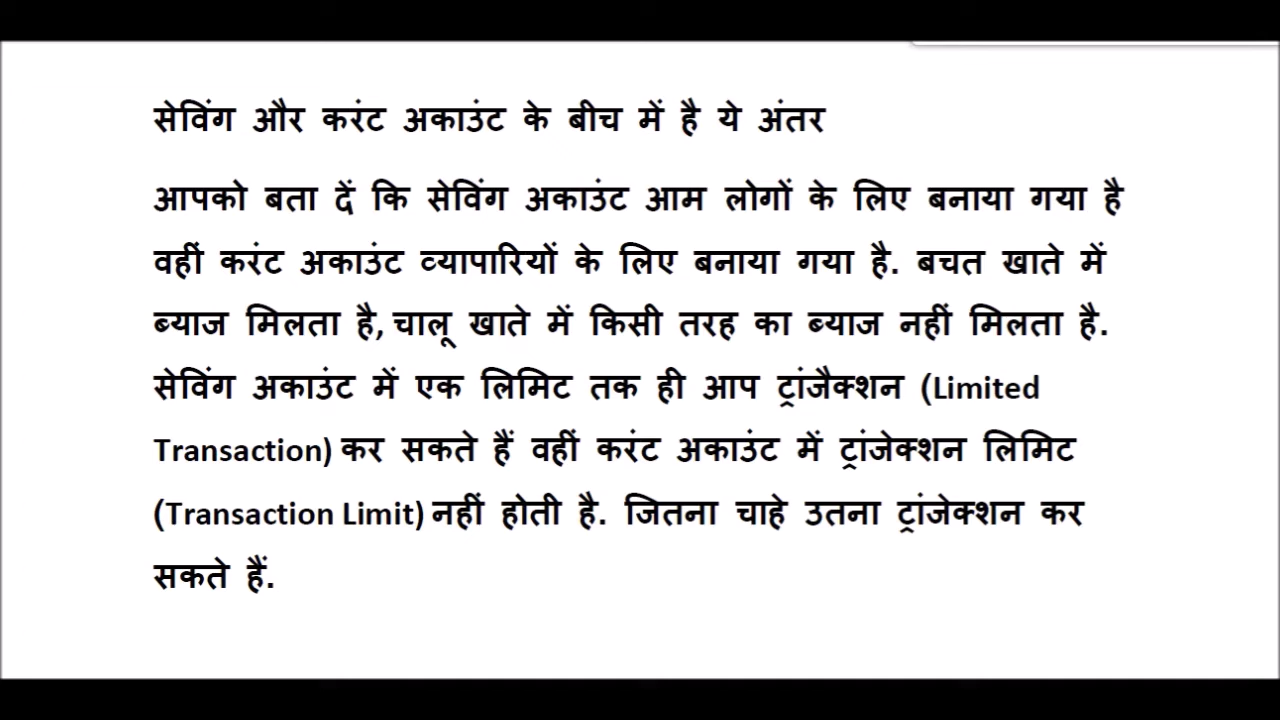 सेविंग और करंट अकाउंट के बीच में है ये अंतर
आपको बता दें कि सेविंग अकाउंट आम लोगों के लिए बनाया गया है
वहीं करंट अकाउंट व्यापारियों के लिए बनाया गया है. बचत खाते में
ब्याज मिलता है, चालू खाते में किसी तरह का ब्याज नहीं मिलता है.
सेविंग अकाउंट में एक लिमिट तक ही आप ट्रांजैक्शन (Limited
Transaction) कर सकते हैं वहीं करंट अकाउंट में ट्रांजेक्शन लिमिट
(Transaction Limit) नहीं होती है. जितना चाहे उतना ट्रांजेक्शन कर
सकते हैं.